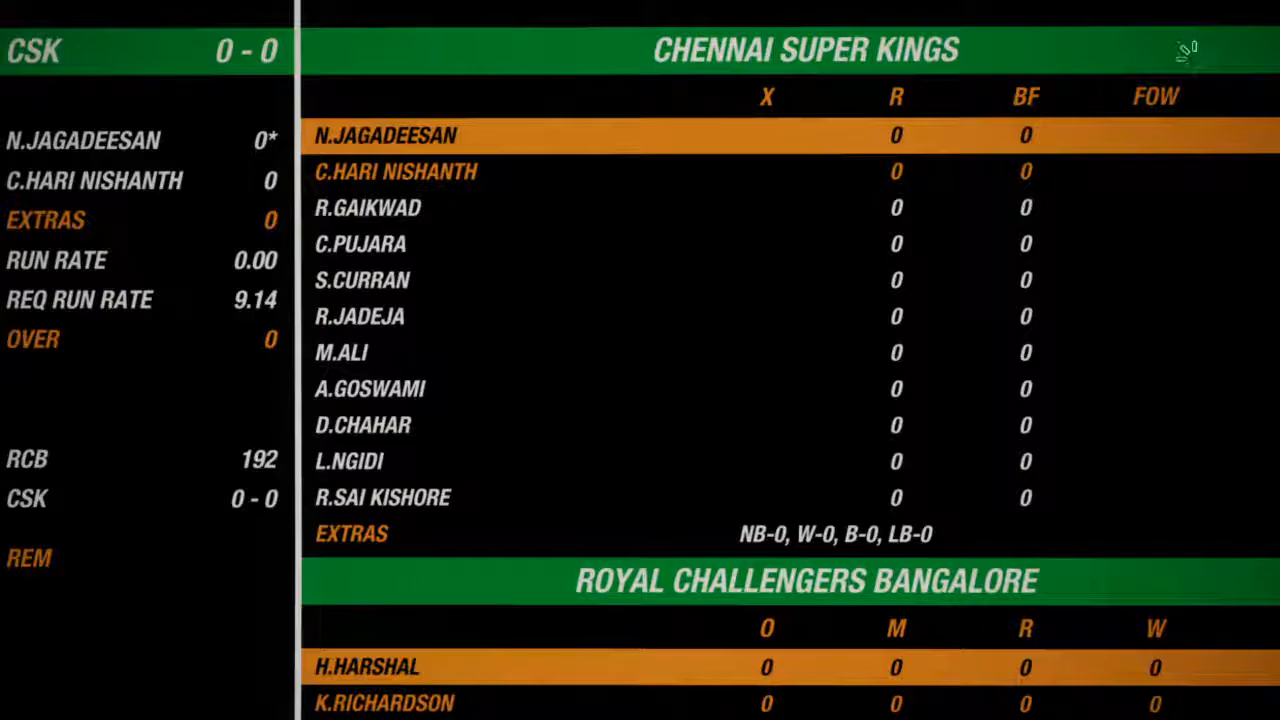 CSK 0 - 0
N.JAGADEESAN 0*
C.HARI NISHANTH 0
EXTRAS 0
RUN RATE 0.00
REQ RUN RATE 9.14
OVER 0
RCB 192
CSK 0 - 0
REM
CHENNAI SUPER KINGS
X R BF FOW
N.JAGADEESAN 0 0
C.HARI NISHANTH 0 0
R.GAIKWAD 0 0
C.PUJARA 0 0
S.CURRAN 0 0
R.JADEJA 0 0
M.ALI 0 0
A.GOSWAMI 0 0
D.CHAHAR 0 0
L.NGIDI 0 0
R.SAI KISHORE 0 0
EXTRAS NB-0, W-0, B-0, LB-0
ROYAL CHALLENGERS BANGALORE
O M R W
H.HARSHAL 0 0 0 0
K.RICHARDSON 0 0 0 0